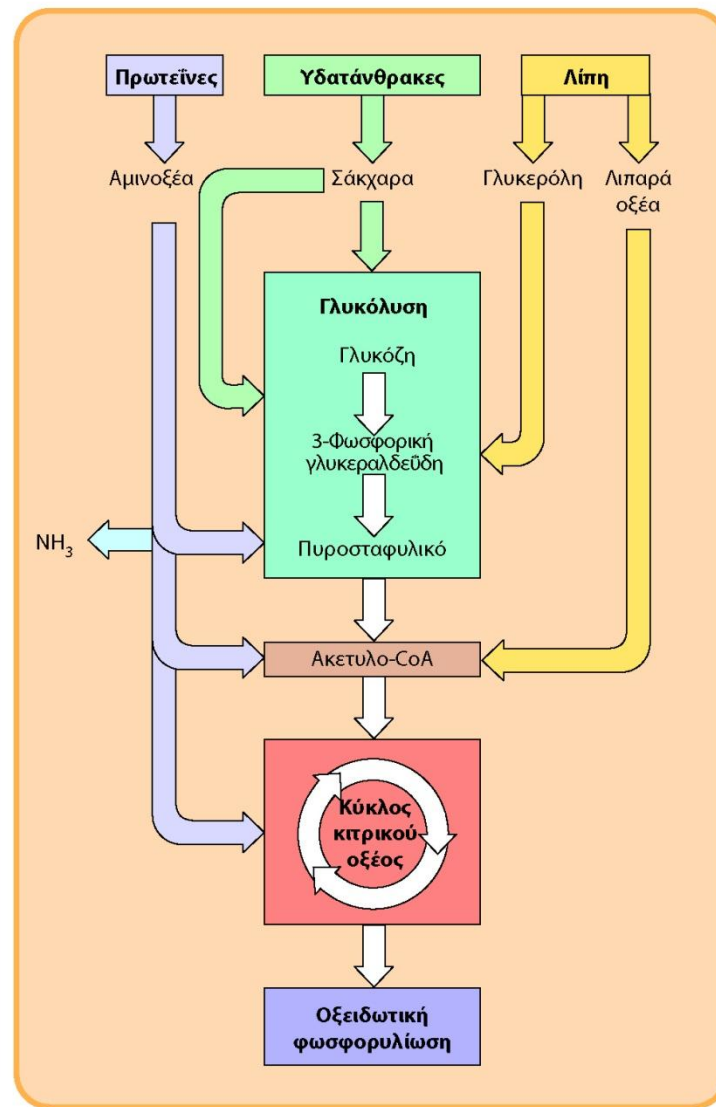 Πρωτεΐνες
Υδατάνθρακες
Λίπη
Αμινοξέα
Σάκχαρα
Γλυκερόλη
Λιπαρά
οξέα
Γλυκόλυση
Γλυκόζη
3-Φωσφορική
γλυκεραλδεΰδη
Πυροσταφυλικό
NH₃
Ακετυλο-CoA
Κύκλος
κιτρικού
οξέος
Οξειδωτική
φωσφορυλίωση